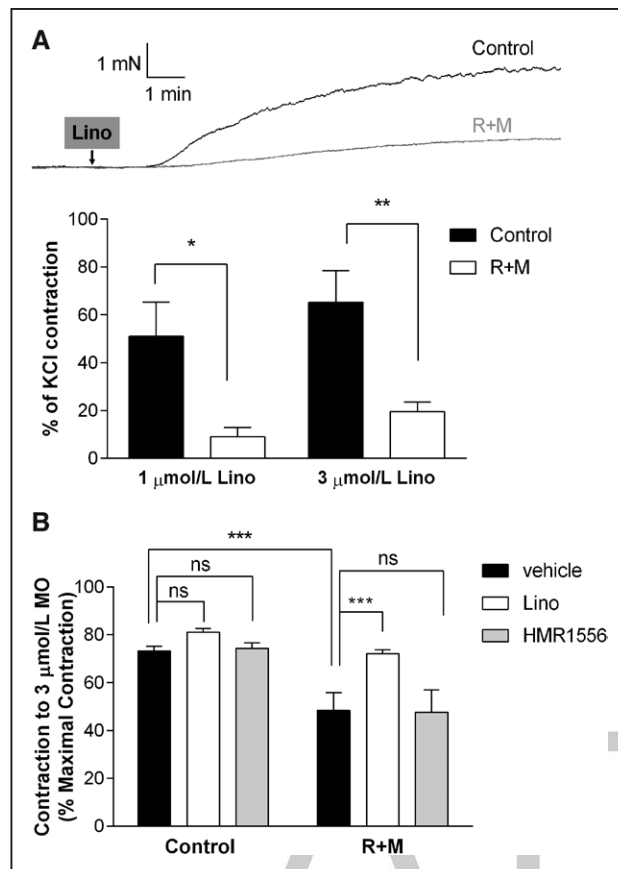 A
1 mN
1 min
Control
Lino
R+M
% of KCl contraction
100
80
60
40
20
0
*
**
Control
R+M
1 μmol/L Lino
3 μmol/L Lino
B
Contraction to 3 μmol/L MO
(% Maximal Contraction)
100
80
60
40
20
0
***
ns
ns
ns
***
vehicle
Lino
HMR1556
Control
R+M